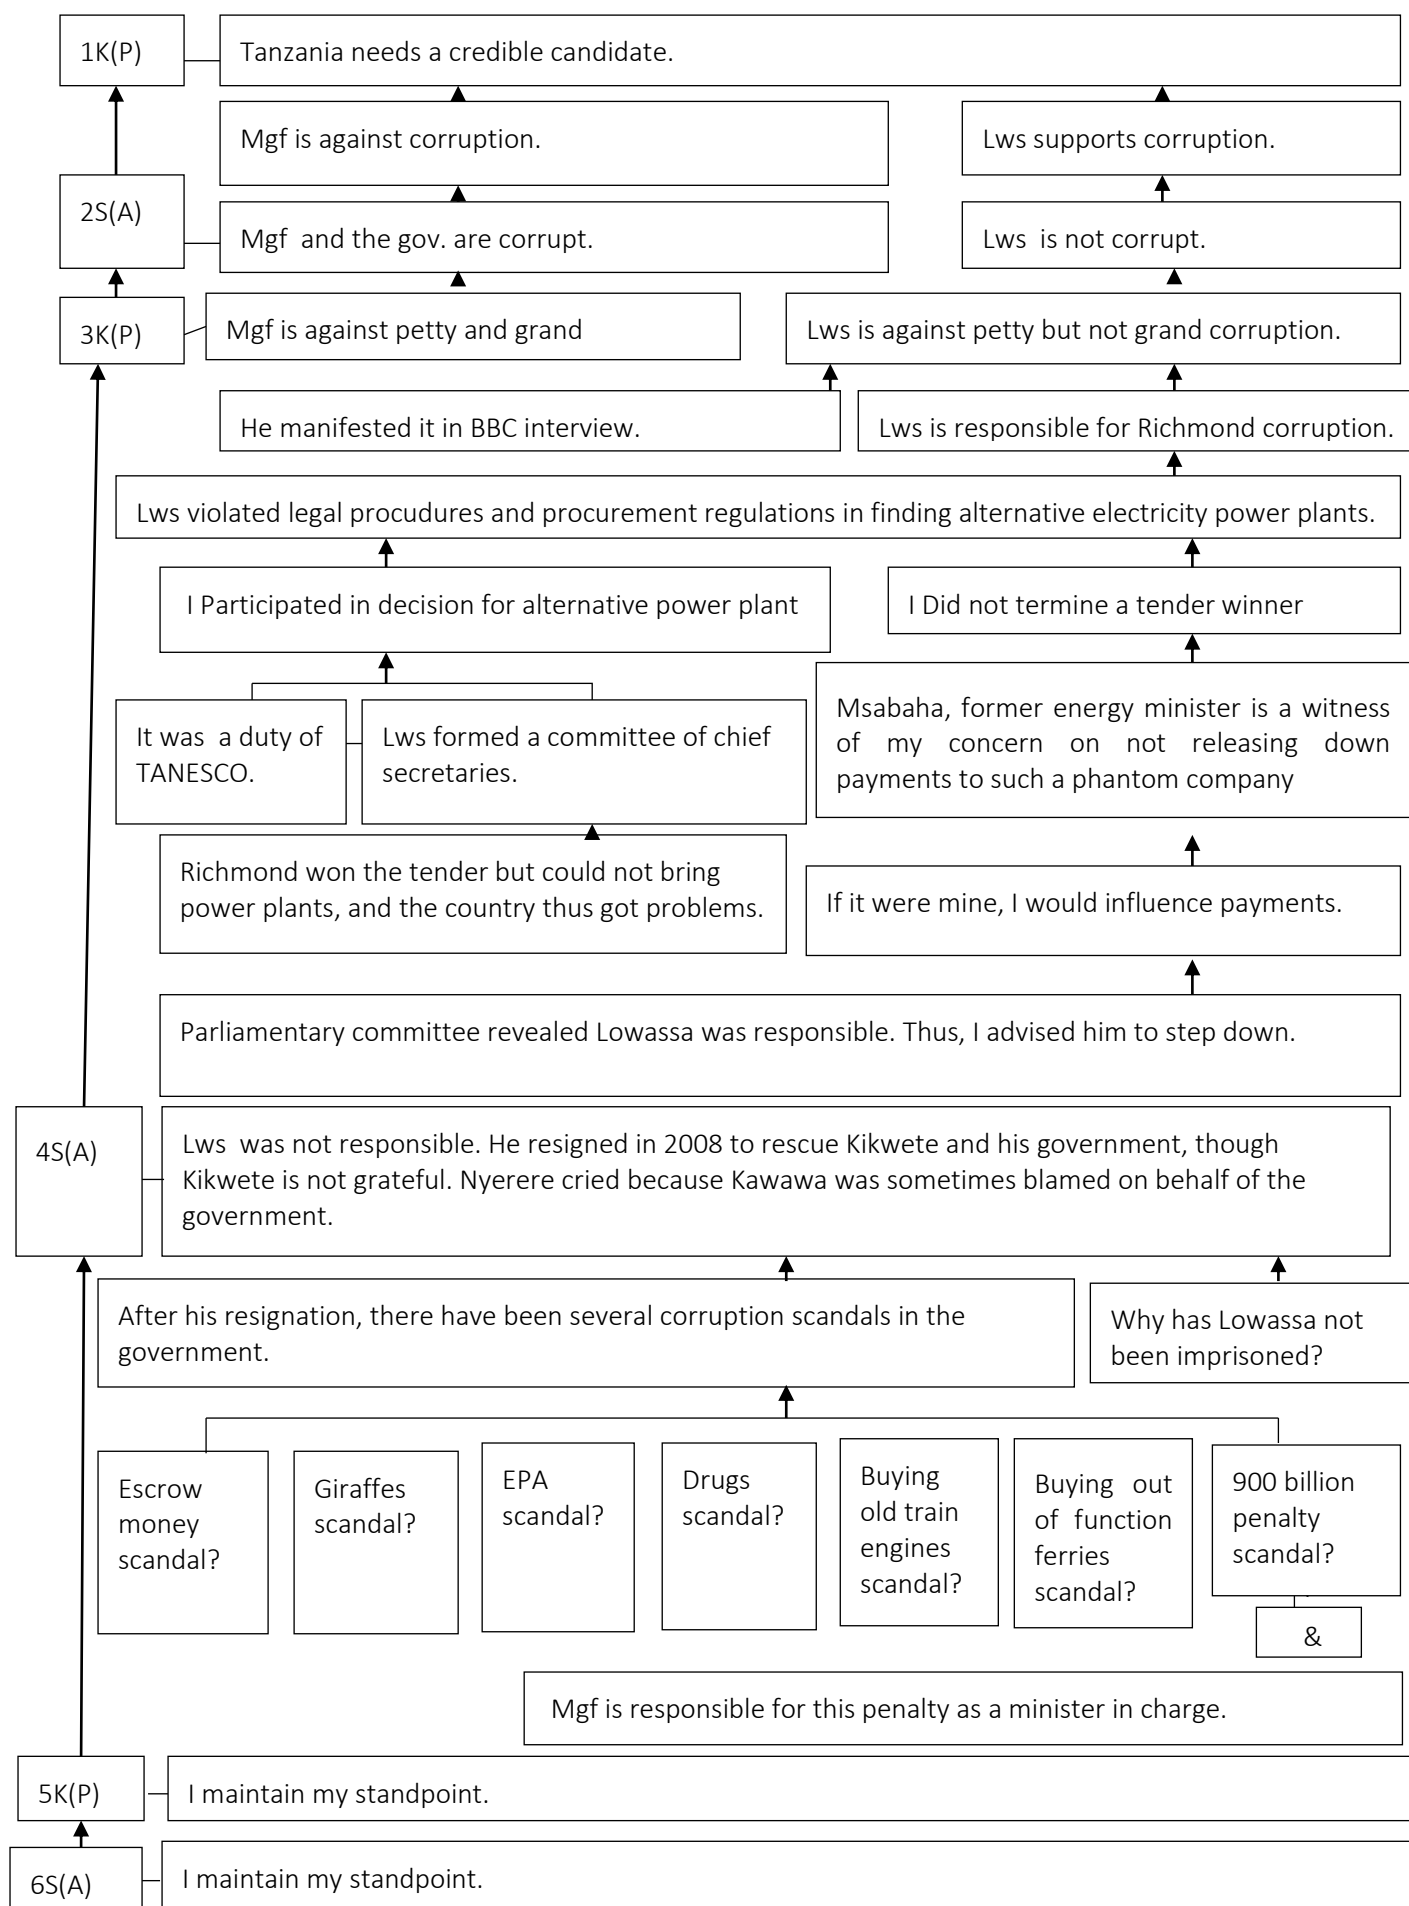 1K(P)
Tanzania needs a credible candidate.
Mgf is against corruption.
Lws supports corruption.
2S(A)
Mgf and the gov. are corrupt.
Lws is not corrupt.
3K(P)
Mgf is against petty and grand
Lws is against petty but not grand corruption.
He manifested it in BBC interview.
Lws is responsible for Richmond corruption.
Lws violated legal procudures and procurement regulations in finding alternative electricity power plants.
I Participated in decision for alternative power plant
I Did not termine a tender winner
It was a duty of
TANESCO.
Lws formed a committee of chief
secretaries.
Msabaha, former energy minister is a witness
of my concern on not releasing down
payments to such a phantom company
Richmond won the tender but could not bring
power plants, and the country thus got problems.
If it were mine, I would influence payments.
Parliamentary committee revealed Lowassa was responsible. Thus, I advised him to step down.
4S(A)
Lws was not responsible. He resigned in 2008 to rescue Kikwete and his government, though
Kikwete is not grateful. Nyerere cried because Kawawa was sometimes blamed on behalf of the
government.
After his resignation, there have been several corruption scandals in the
government.
Why has Lowassa not
been imprisoned?
Escrow
money
scandal?
Giraffes
scandal?
EPA
scandal?
Drugs
scandal?
Buying
old train
engines
scandal?
Buying out
of function
ferries
scandal?
900 billion
penalty
scandal?
&
Mgf is responsible for this penalty as a minister in charge.
5K(P)
I maintain my standpoint.
6S(A)
I maintain my standpoint.